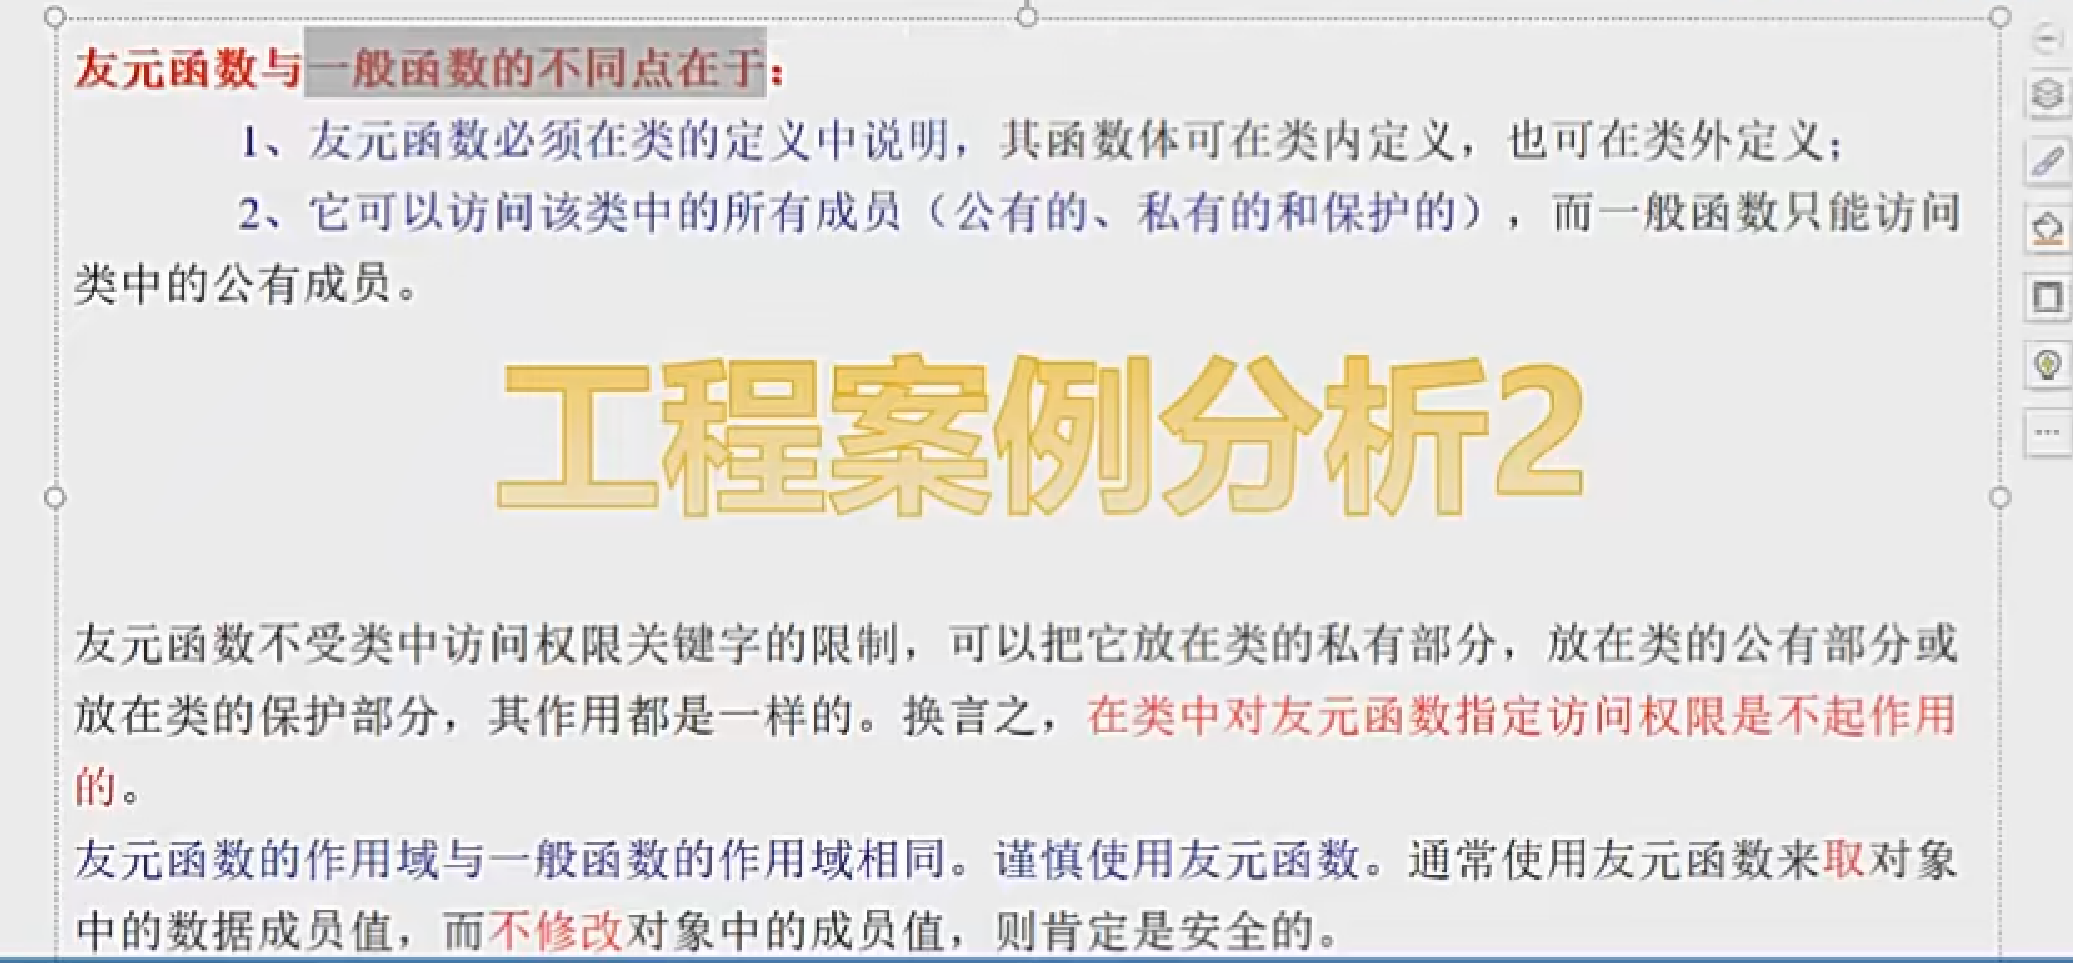 友元函数与一般函数的不同点在于：
1、友元函数必须在类的定义中说明，其函数体可在类内定义，也可在类外定义；
2、它可以访问该类中的所有成员（公有的、私有的和保护的），而一般函数只能访问
类中的公有成员。
工程案例分析2
友元函数不受类中访问权限关键字的限制，可以把它放在类的私有部分，放在类的公有部分或
放在类的保护部分，其作用都是一样的。换言之，在类中对友元函数指定访问权限是不起作用
的。
友元函数的作用域与一般函数的作用域相同。谨慎使用友元函数。通常使用友元函数来取对象
中的数据成员值，而不修改对象中的成员值，则肯定是安全的。